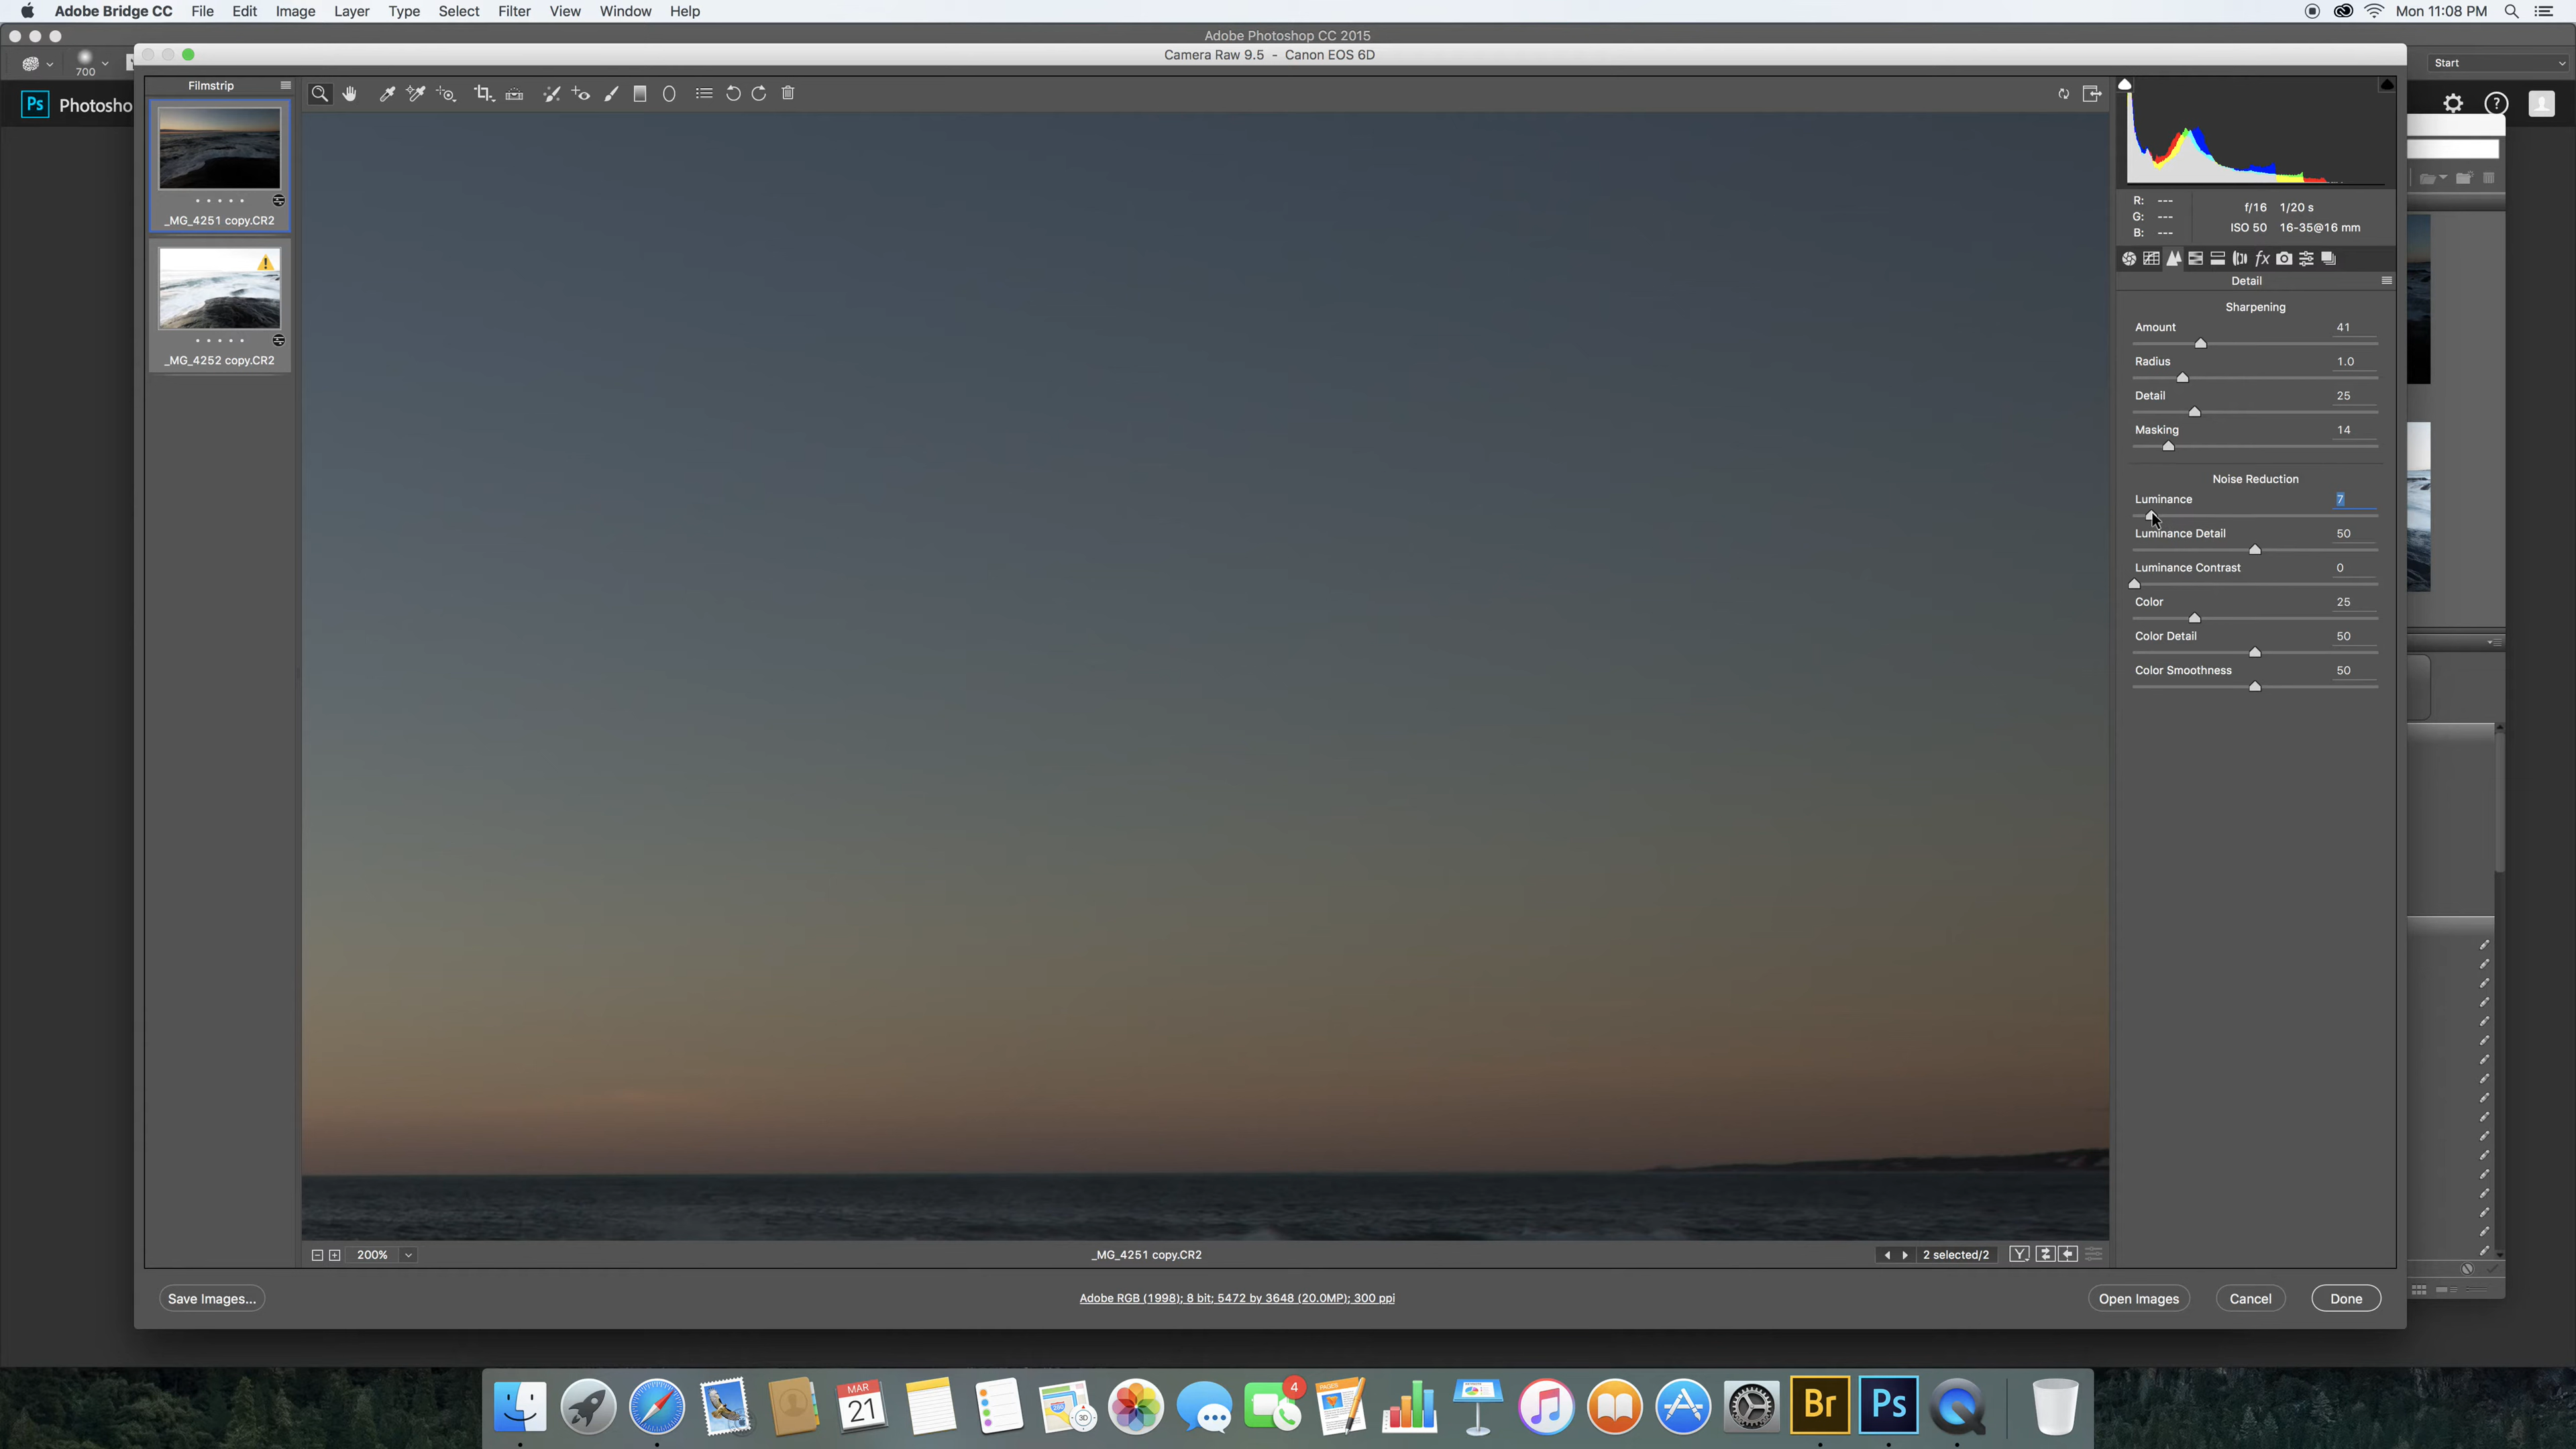 Adobe Bridge CC File Edit Image Layer Type Select Filter View Window Help Mon 11:08 PM
Adobe Photoshop CC 2015
Camera Raw 9.5 - Canon EOS 6D
700
Start
Ps
Filmstrip
_MG_4251 copy.CR2
_MG_4252 copy.CR2
R: ---
G: ---
B: ---
f/16 1/20 s
ISO 50 16-35@16 mm
fx
Detail
Sharpening
Amount 41
Radius 1.0
Detail 25
Masking 14
Noise Reduction
Luminance 7
Luminance Detail 50
Luminance Contrast 0
Color 25
Color Detail 50
Color Smoothness 50
200%
_MG_4251 copy.CR2
2 selected/2
Y
Save Images...
Adobe RGB (1998); 8 bit; 5472 by 3648 (20.0MP); 300 ppi
Open Images
Cancel
Done
MAR
21
3D
4
PAGES
Br
Ps